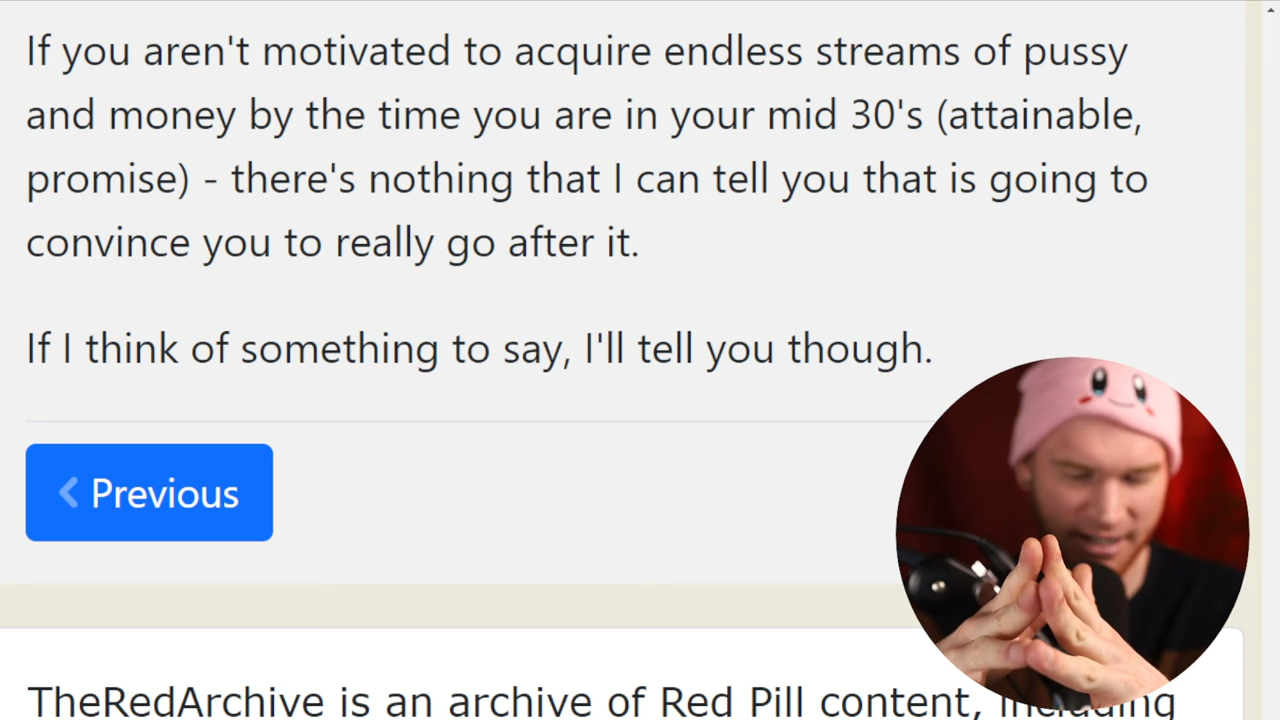 If you aren't motivated to acquire endless streams of pussy
and money by the time you are in your mid 30's (attainable,
promise) - there's nothing that I can tell you that is going to
convince you to really go after it.
If I think of something to say, I'll tell you though.
Previous
TheRedArchive is an archive of Red Pill content, including